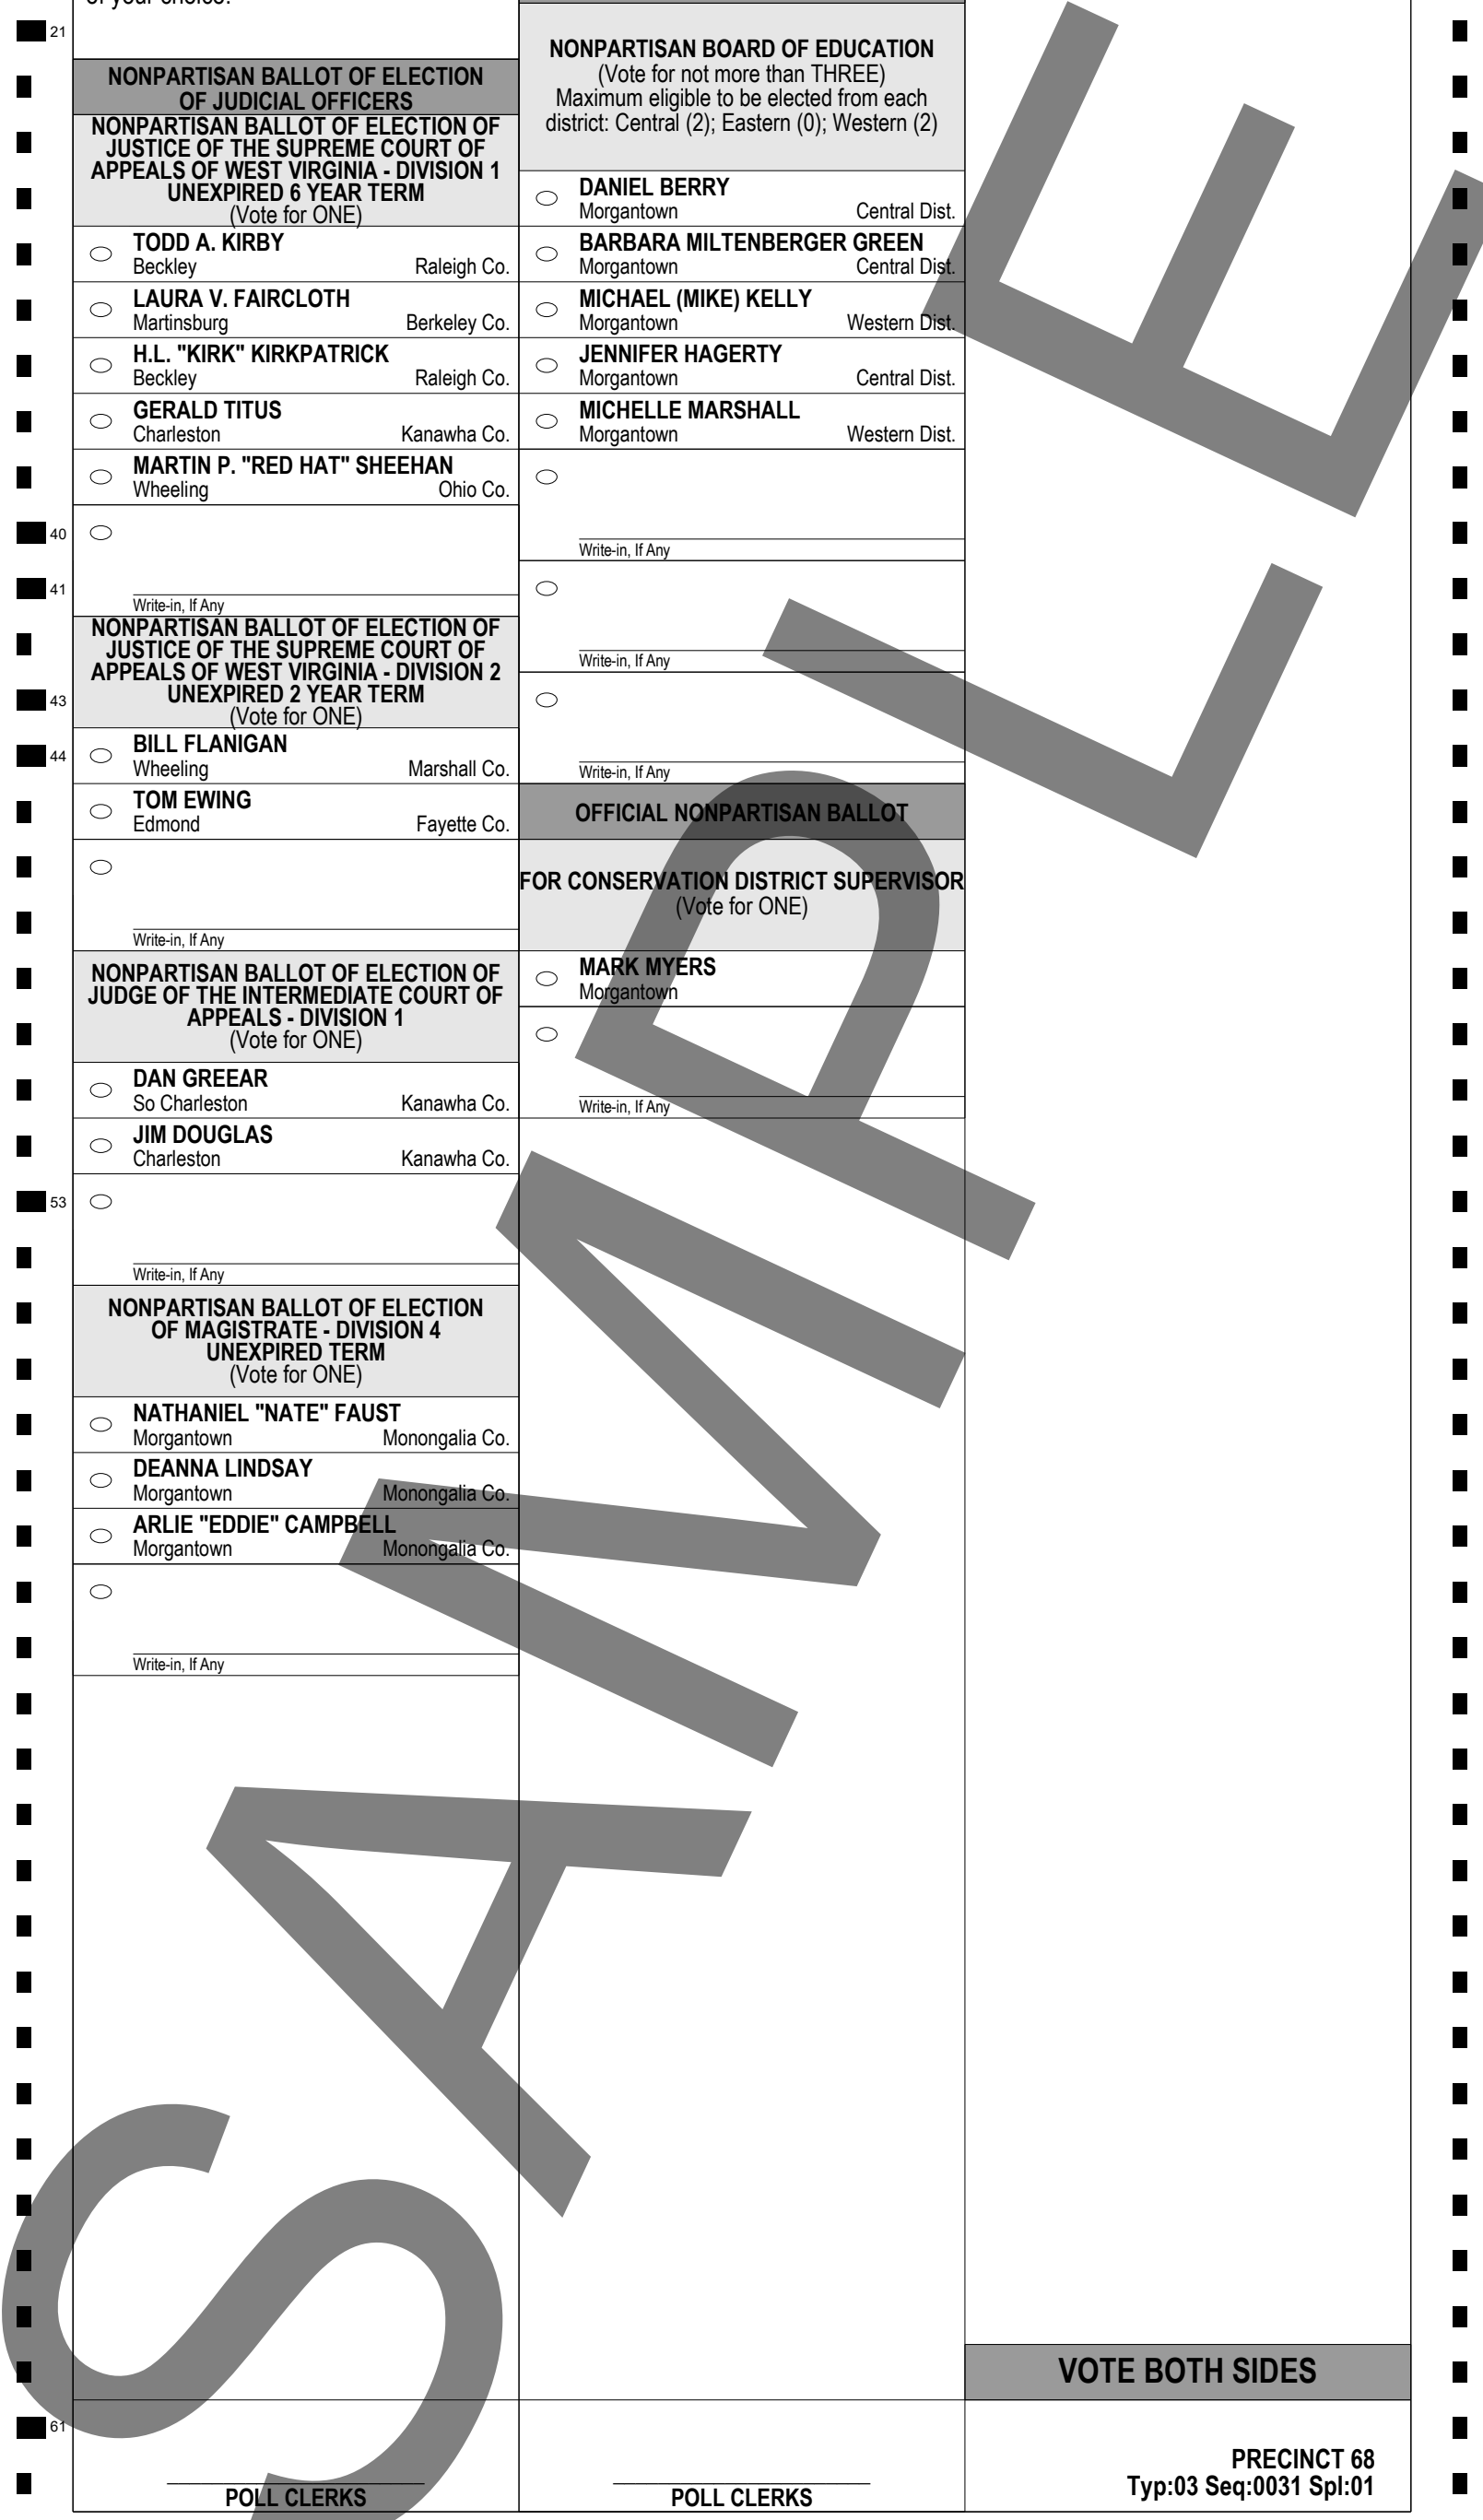 of your choice.
21
NONPARTISAN BALLOT OF ELECTION
OF JUDICIAL OFFICERS
NONPARTISAN BALLOT OF ELECTION OF
JUSTICE OF THE SUPREME COURT OF
APPEALS OF WEST VIRGINIA - DIVISION 1
UNEXPIRED 6 YEAR TERM
(Vote for ONE)
TODD A. KIRBY
Beckley Raleigh Co.
LAURA V. FAIRCLOTH
Martinsburg Berkeley Co.
H.L. "KIRK" KIRKPATRICK
Beckley Raleigh Co.
GERALD TITUS
Charleston Kanawha Co.
MARTIN P. "RED HAT" SHEEHAN
Wheeling Ohio Co.
40
41
Write-in, If Any
NONPARTISAN BALLOT OF ELECTION OF
JUSTICE OF THE SUPREME COURT OF
APPEALS OF WEST VIRGINIA - DIVISION 2
UNEXPIRED 2 YEAR TERM
43
(Vote for ONE)
BILL FLANIGAN
44
Wheeling Marshall Co.
TOM EWING
Edmond Fayette Co.
Write-in, If Any
NONPARTISAN BALLOT OF ELECTION OF
JUDGE OF THE INTERMEDIATE COURT OF
APPEALS - DIVISION 1
(Vote for ONE)
DAN GREEAR
So Charleston Kanawha Co.
JIM DOUGLAS
Charleston Kanawha Co.
53
Write-in, If Any
NONPARTISAN BALLOT OF ELECTION
OF MAGISTRATE - DIVISION 4
UNEXPIRED TERM
(Vote for ONE)
NATHANIEL "NATE" FAUST
Morgantown Monongalia Co.
DEANNA LINDSAY
Morgantown Monongalia Co.
ARLIE "EDDIE" CAMPBELL
Morgantown Monongalia Co.
Write-in, If Any
61
POLL CLERKS
NONPARTISAN BOARD OF EDUCATION
(Vote for not more than THREE)
Maximum eligible to be elected from each
district: Central (2); Eastern (0); Western (2)
DANIEL BERRY
Morgantown Central Dist.
BARBARA MILTENBERGER GREEN
Morgantown Central Dist.
MICHAEL (MIKE) KELLY
Morgantown Western Dist.
JENNIFER HAGERTY
Morgantown Central Dist.
MICHELLE MARSHALL
Morgantown Western Dist.
Write-in, If Any
Write-in, If Any
Write-in, If Any
OFFICIAL NONPARTISAN BALLOT
FOR CONSERVATION DISTRICT SUPERVISOR
(Vote for ONE)
MARK MYERS
Morgantown
Write-in, If Any
POLL CLERKS
VOTE BOTH SIDES
PRECINCT 68
Typ:03 Seq:0031 Spl:01
SAMPLE